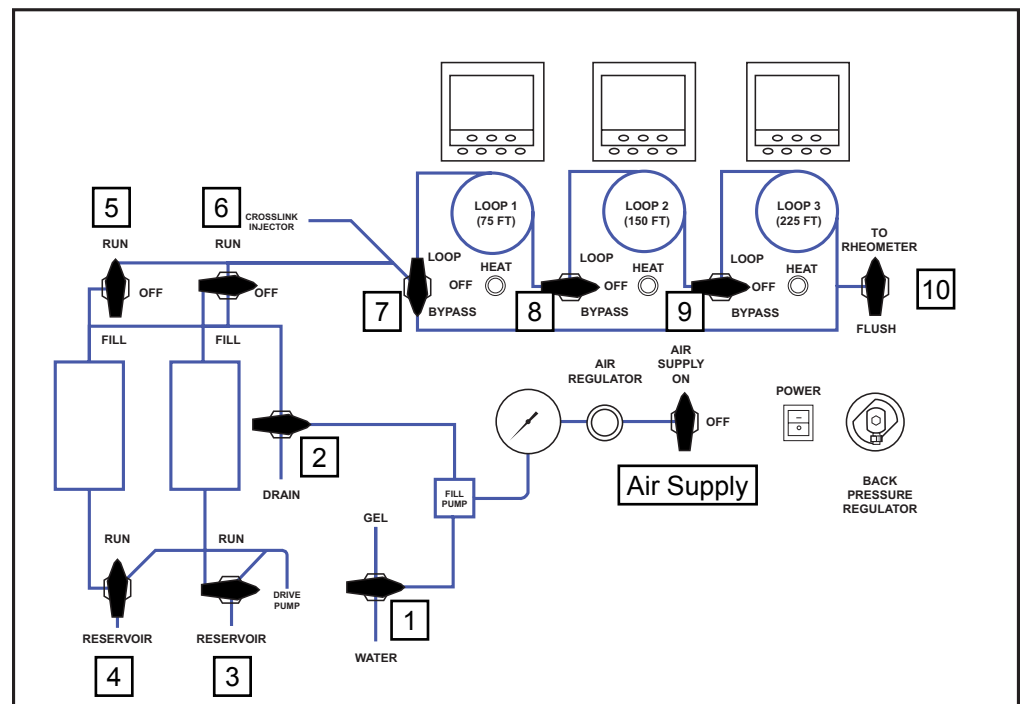 5
6
CROSSLINK
INJECTOR
RUN
RUN
OFF
OFF
FILL
FILL
LOOP 1
(75 FT)
LOOP 2
(150 FT)
LOOP 3
(225 FT)
LOOP
HEAT
OFF
BYPASS
7
LOOP
HEAT
OFF
BYPASS
8
LOOP
HEAT
OFF
BYPASS
9
TO
RHEOMETER
10
FLUSH
2
DRAIN
AIR
REGULATOR
AIR
SUPPLY
ON
OFF
Air Supply
POWER
BACK
PRESSURE
REGULATOR
FILL
PUMP
GEL
1
WATER
RUN
RUN
DRIVE
PUMP
RESERVOIR
RESERVOIR
4
3